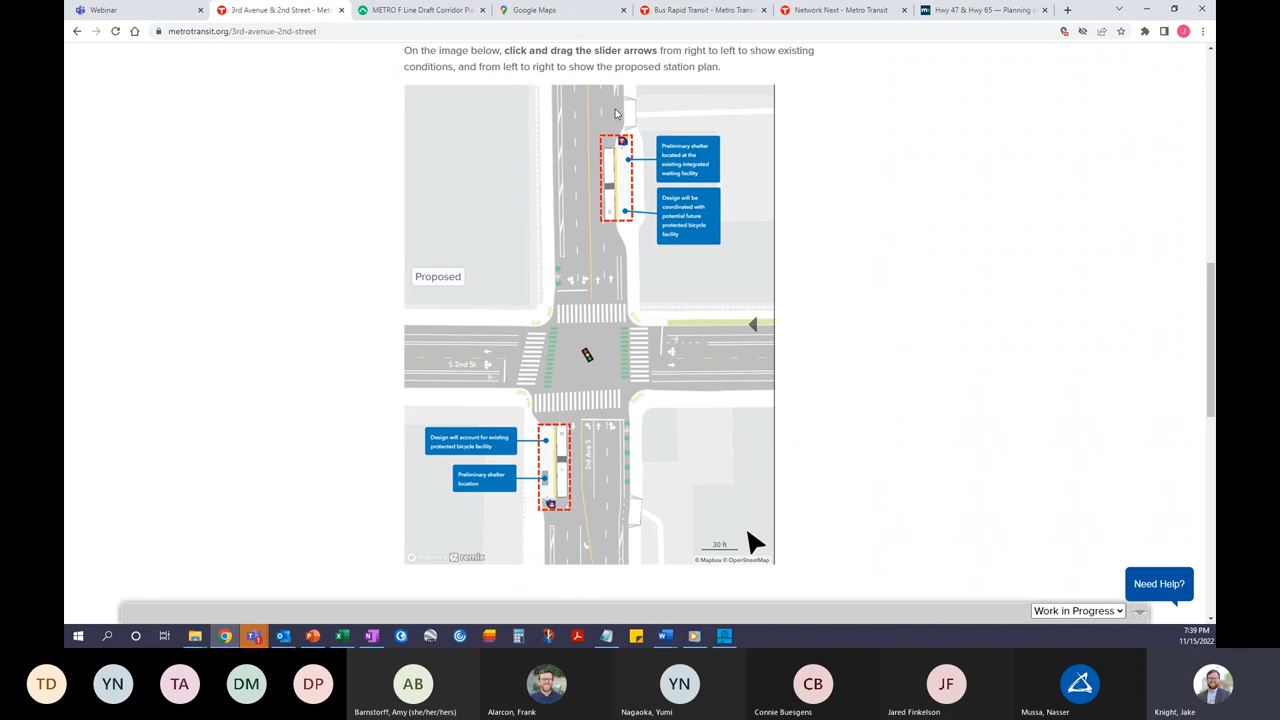 Webinar
3rd Avenue & 2nd Street - Met
METRO F Line Draft Corridor Pl
Google Maps
Bus Rapid Transit - Metro Trans
Network Next - Metro Transit
Hwy 47 & Hwy 65 — Planning s
metrotransit.org/3rd-avenue-2nd-street
J
On the image below, click and drag the slider arrows from right to left to show existing
conditions, and from left to right to show the proposed station plan.
Preliminary shelter
located at the
existing integrated
waiting facility
Design will be
coordinated with
potential future
protected bicycle
facility
Proposed
S 2nd St
Design will account for existing
protected bicycle facility
Preliminary shelter
location
3rd Ave S
30 ft
mapbox remix
© Mapbox © OpenStreetMap
Need Help?
Work in Progress
7:39 PM
11/15/2022
TD
YN
TA
DM
DP
AB
YN
CB
JF
Barnstorff, Amy (she/her/hers)
Alarcon, Frank
Nagaoka, Yumi
Connie Buesgens
Jared Finkelson
Mussa, Nasser
Knight, Jake